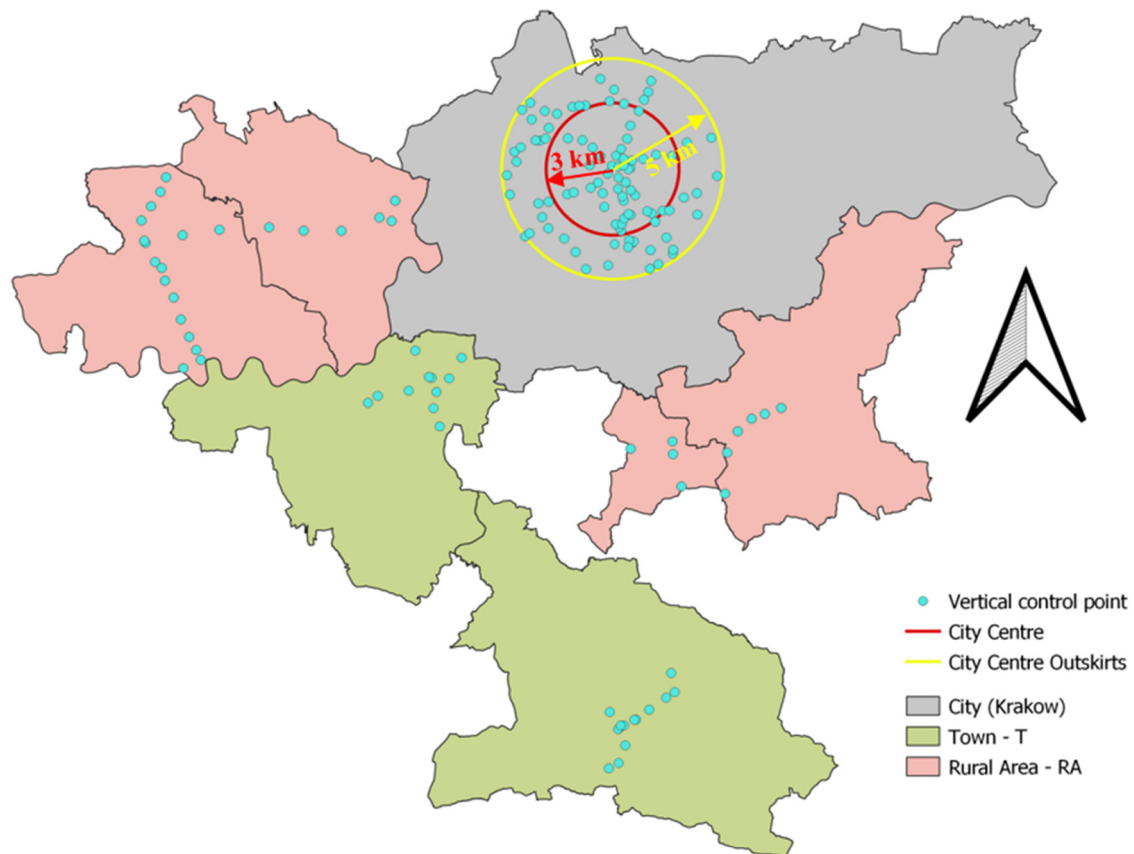 3 km
5 km
Vertical control point
City Centre
City Centre Outskirts
City (Krakow)
Town - T
Rural Area - RA